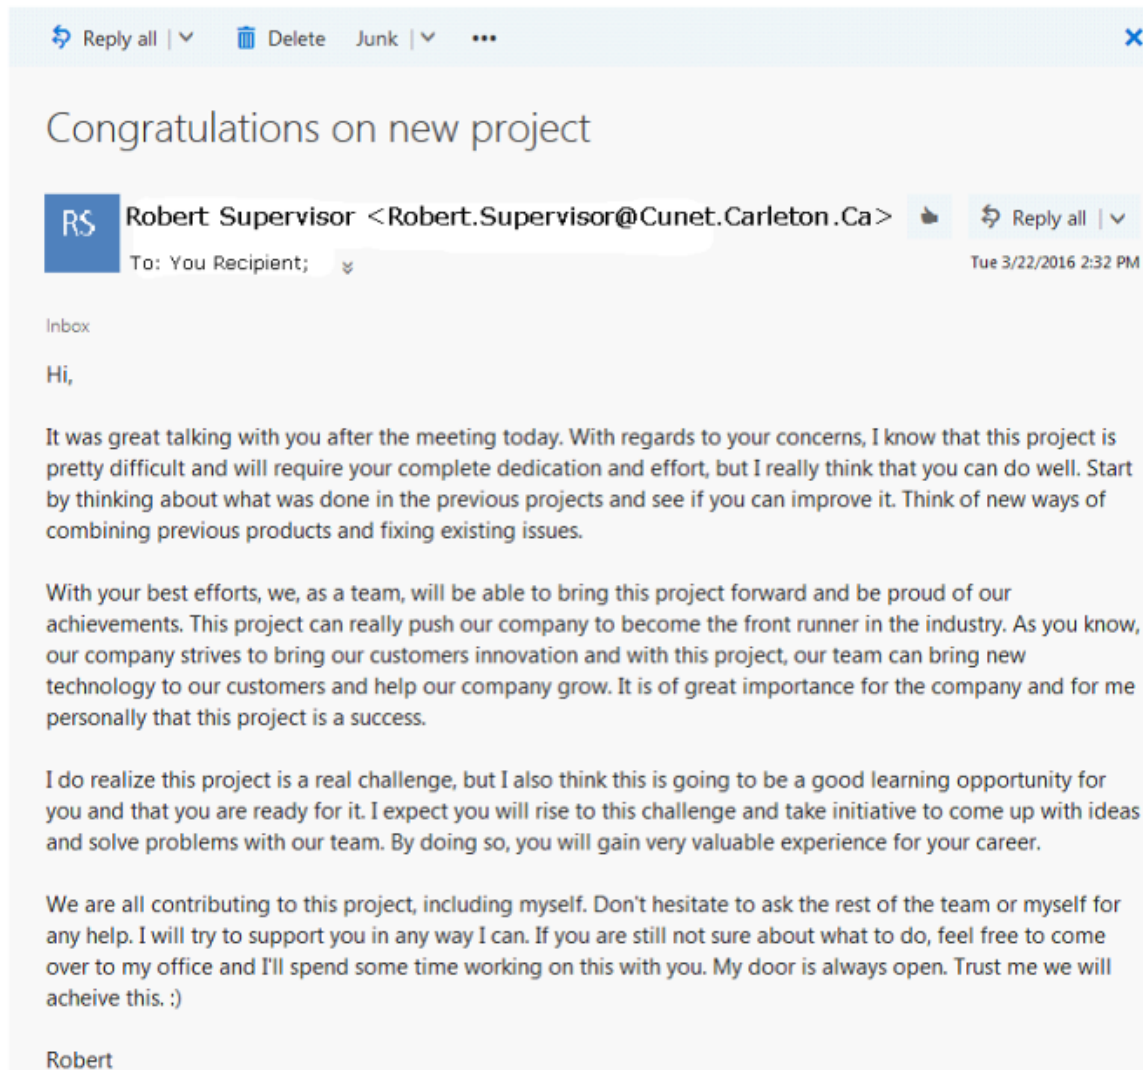 Reply all | Delete Junk | •••
Congratulations on new project
RS
Robert Supervisor <Robert.Supervisor@Cunet.Carleton.Ca>
Reply all |
To: You Recipient;
Tue 3/22/2016 2:32 PM
Inbox
Hi,
It was great talking with you after the meeting today. With regards to your concerns, I know that this project is
pretty difficult and will require your complete dedication and effort, but I really think that you can do well. Start
by thinking about what was done in the previous projects and see if you can improve it. Think of new ways of
combining previous products and fixing existing issues.
With your best efforts, we, as a team, will be able to bring this project forward and be proud of our
achievements. This project can really push our company to become the front runner in the industry. As you know,
our company strives to bring our customers innovation and with this project, our team can bring new
technology to our customers and help our company grow. It is of great importance for the company and for me
personally that this project is a success.
I do realize this project is a real challenge, but I also think this is going to be a good learning opportunity for
you and that you are ready for it. I expect you will rise to this challenge and take initiative to come up with ideas
and solve problems with our team. By doing so, you will gain very valuable experience for your career.
We are all contributing to this project, including myself. Don't hesitate to ask the rest of the team or myself for
any help. I will try to support you in any way I can. If you are still not sure about what to do, feel free to come
over to my office and I'll spend some time working on this with you. My door is always open. Trust me we will
acheive this. :)
Robert